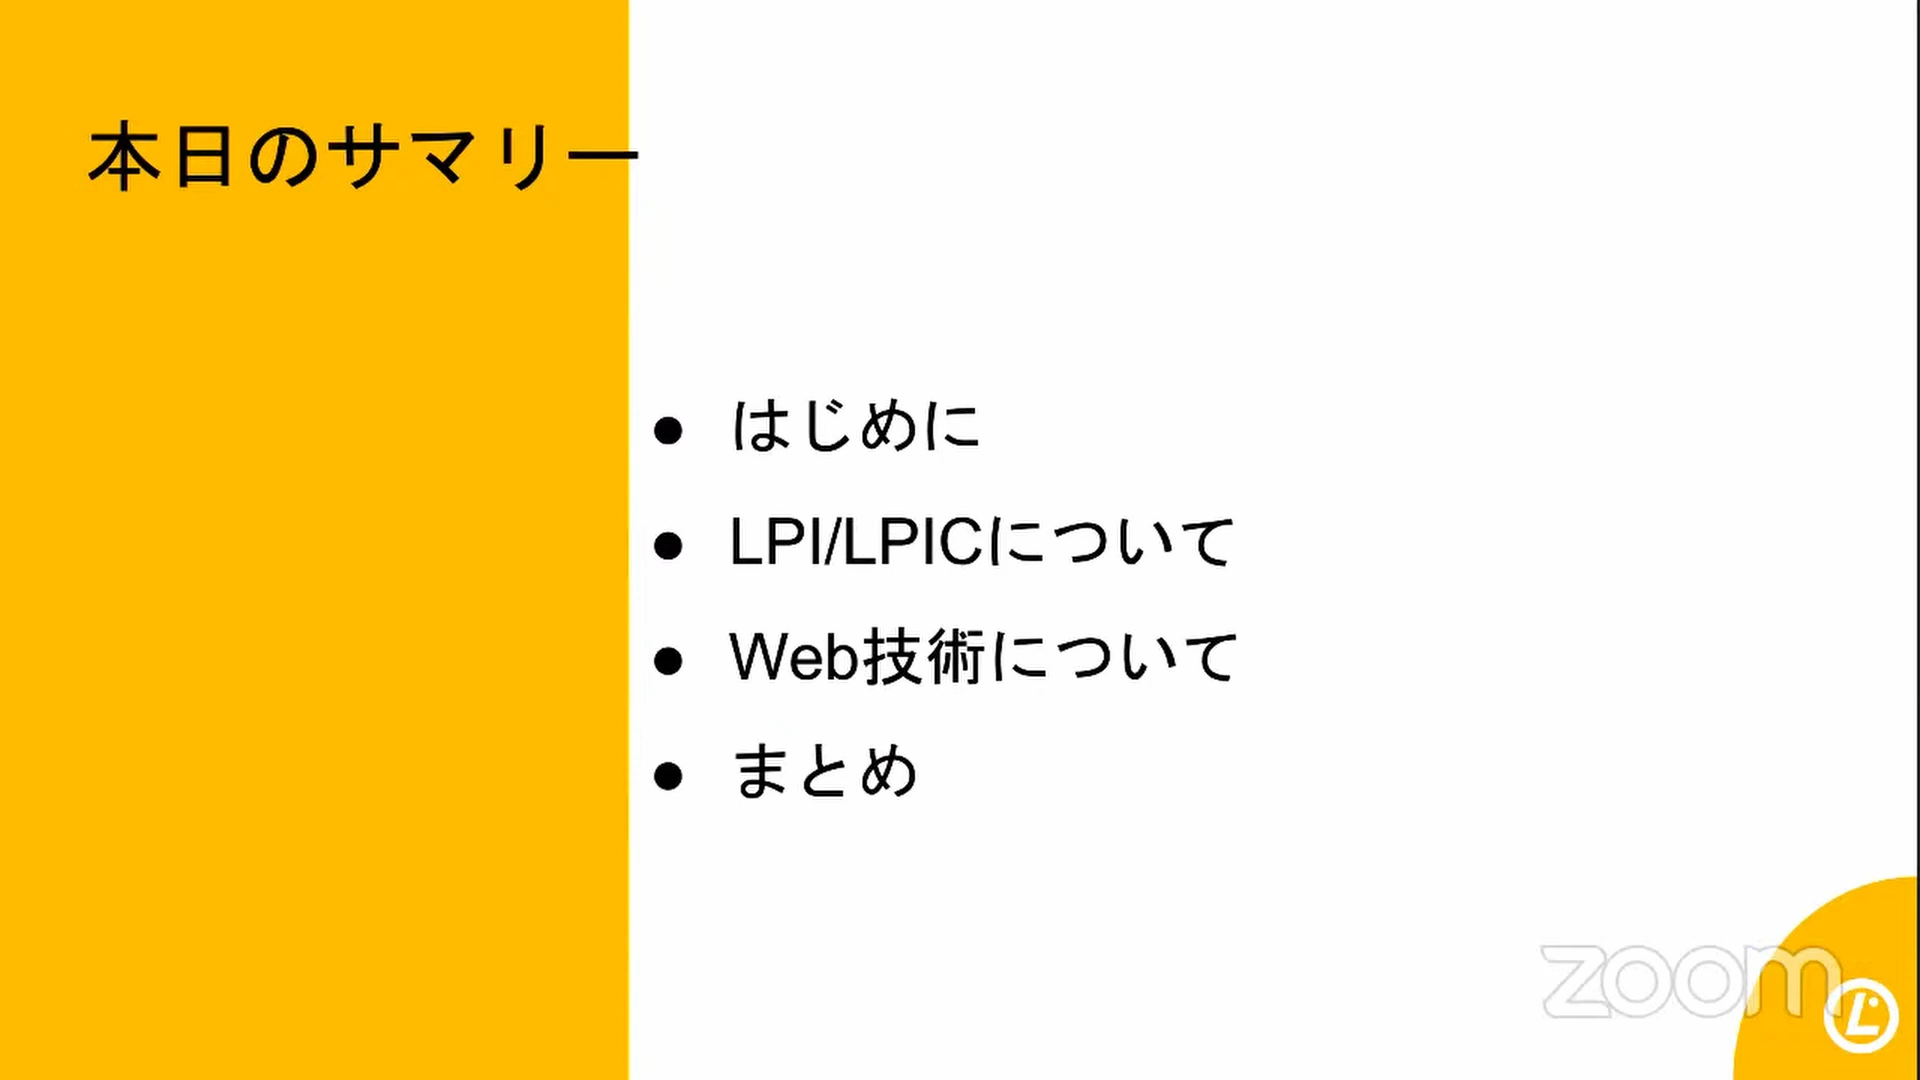 本日のサマリー
● はじめに
● LPI/LPICについて
● Web技術について
● まとめ
zoom
L